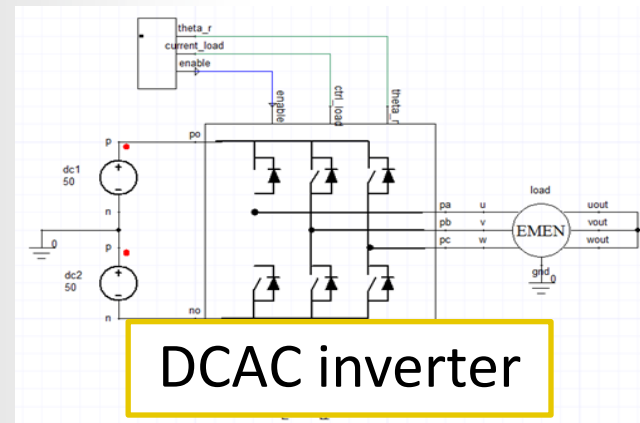 theta_r
current_load
enable
enable
ctrl_load
theta_r
po
p
dc1
50
+
−
n
0
p
dc2
50
+
−
n
no
pa u
pb v
pc w
load
EMEN
uout
vout
wout
gnd
0
DCAC inverter